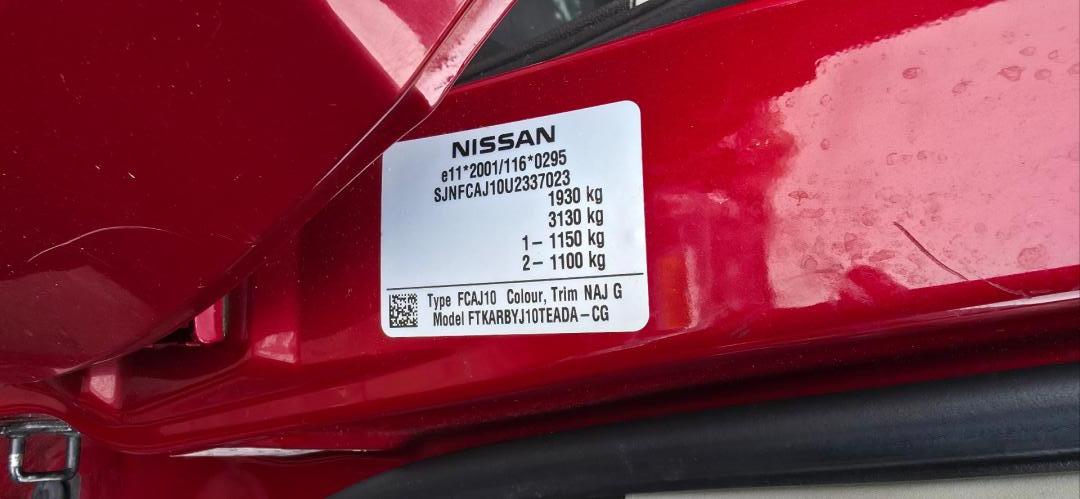 NISSAN
e11*2001/116*0295
SJNFCAJ10U2337023
1930 kg
3130 kg
1- 1150 kg
2- 1100 kg
Type FCAJ10 Colour, Trim NAJ G
Model FTKARBYJ10TEADA-CG